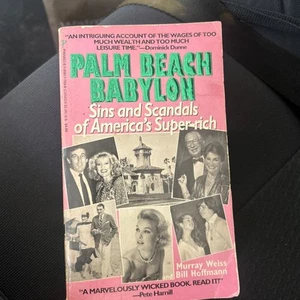 "AN INTRIGUING ACCOUNT OF THE WAGES OF TOO
MUCH WEALTH AND TOO MUCH
LEISURE TIME."—Dominick Dunne
PALM BEACH
BABYLON
Sins and Scandals
of America's Super-rich
Murray Weiss
and Bill Hoffmann
"A MARVELOUSLY WICKED BOOK. READ IT!"
—Pete Hamill